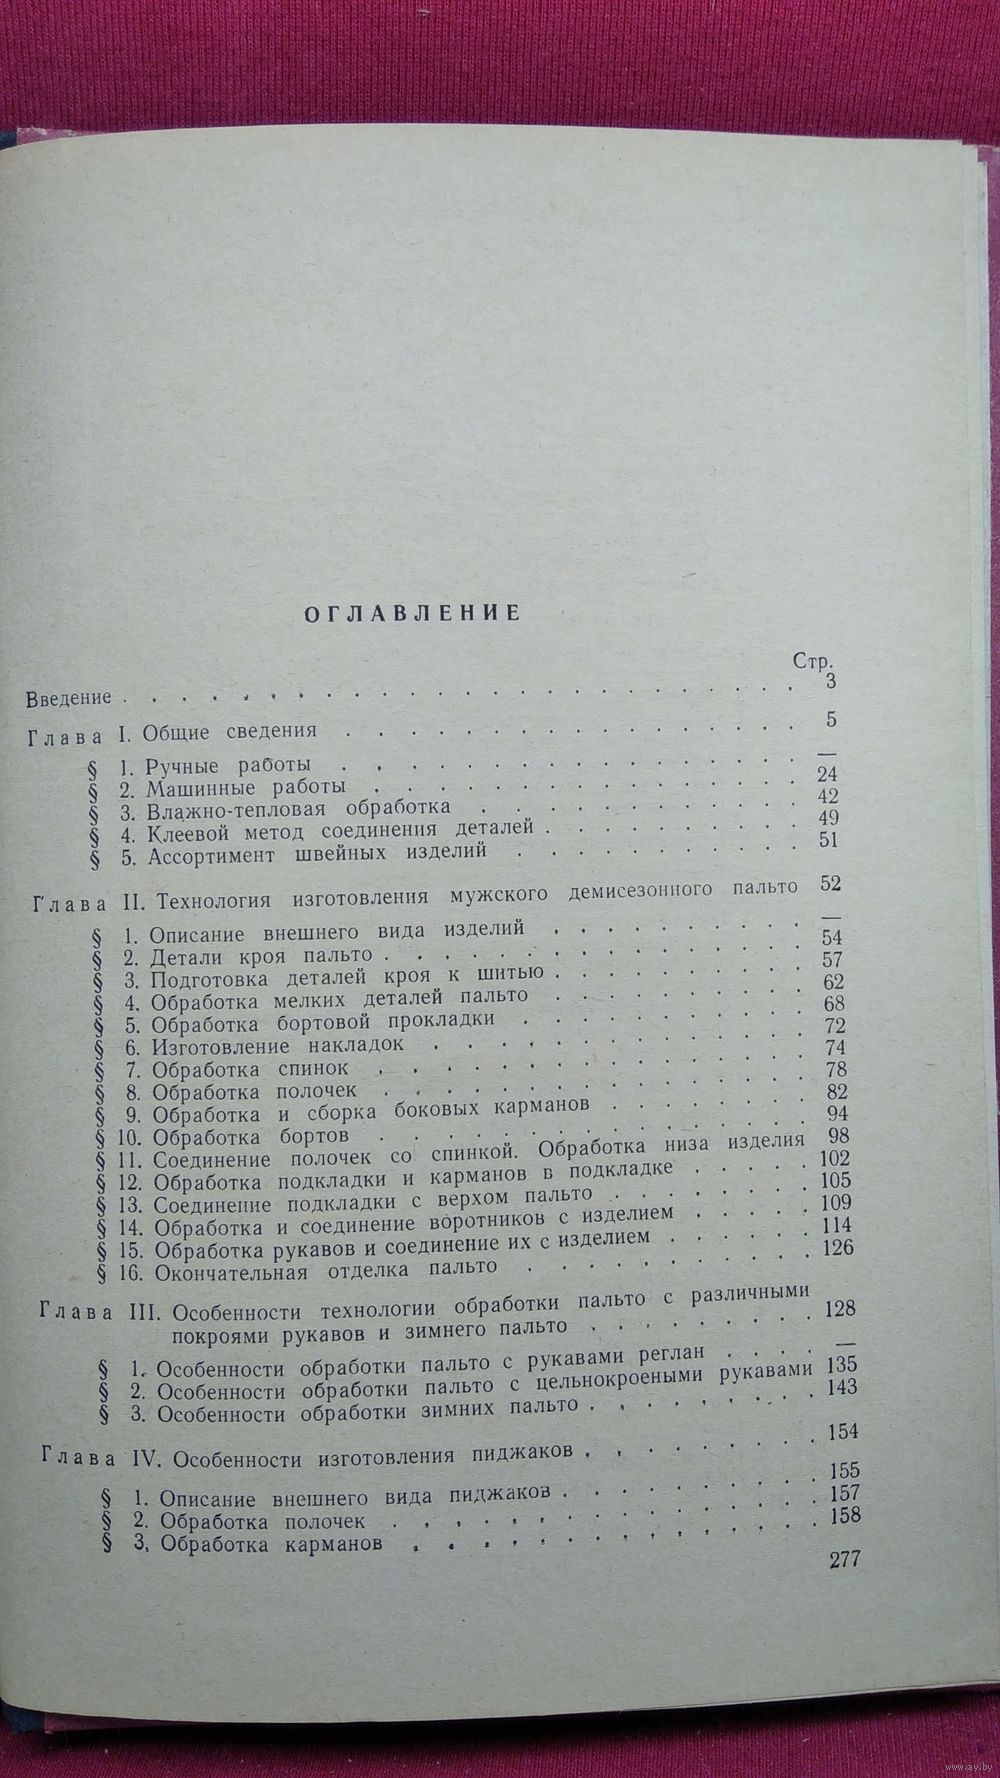 ОГЛАВЛЕНИЕ
Стр.
Введение . . . . . . . . . . . . . . . . . . . . . . 3
Глава I. Общие сведения . . . . . . . . . . . . . . . 5
§ 1. Ручные работы . . . . . . . . . . . . . . . —
§ 2. Машинные работы . . . . . . . . . . . . . . 24
§ 3. Влажно-тепловая обработка . . . . . . . . . . 42
§ 4. Клеевой метод соединения деталей . . . . . . . . 49
§ 5. Ассортимент швейных изделий . . . . . . . . . 51
Глава II. Технология изготовления мужского демисезонного пальто 52
§ 1. Описание внешнего вида изделий . . . . . . . . —
§ 2. Детали кроя пальто . . . . . . . . . . . . . 54
§ 3. Подготовка деталей кроя к шитью . . . . . . . . 57
§ 4. Обработка мелких деталей пальто . . . . . . . . 62
§ 5. Обработка бортовой прокладки . . . . . . . . . 68
§ 6. Изготовление накладок . . . . . . . . . . . . 72
§ 7. Обработка спинок . . . . . . . . . . . . . . 74
§ 8. Обработка полочек . . . . . . . . . . . . . 78
§ 9. Обработка и сборка боковых карманов . . . . . . . 82
§ 10. Обработка бортов . . . . . . . . . . . . . . 94
§ 11. Соединение полочек со спинкой. Обработка низа изделия 98
§ 12. Обработка подкладки и карманов в подкладке . . . . . 102
§ 13. Соединение подкладки с верхом пальто . . . . . . . 105
§ 14. Обработка и соединение воротников с изделием . . . . . 109
§ 15. Обработка рукавов и соединение их с изделием . . . . . 114
§ 16. Окончательная отделка пальто . . . . . . . . . . 126
Глава III. Особенности технологии обработки пальто с различными
покроями рукавов и зимнего пальто . . . . . . . . 128
§ 1. Особенности обработки пальто с рукавами реглан . . . . —
§ 2. Особенности обработки пальто с цельнокроеными рукавами 135
§ 3. Особенности обработки зимних пальто . . . . . . . . 143
Глава IV. Особенности изготовления пиджаков . . . . . . . . 154
§ 1. Описание внешнего вида пиджаков . . . . . . . . . 155
§ 2. Обработка полочек . . . . . . . . . . . . . . 157
§ 3. Обработка карманов . . . . . . . . . . . . . 158
277
www.ay.by